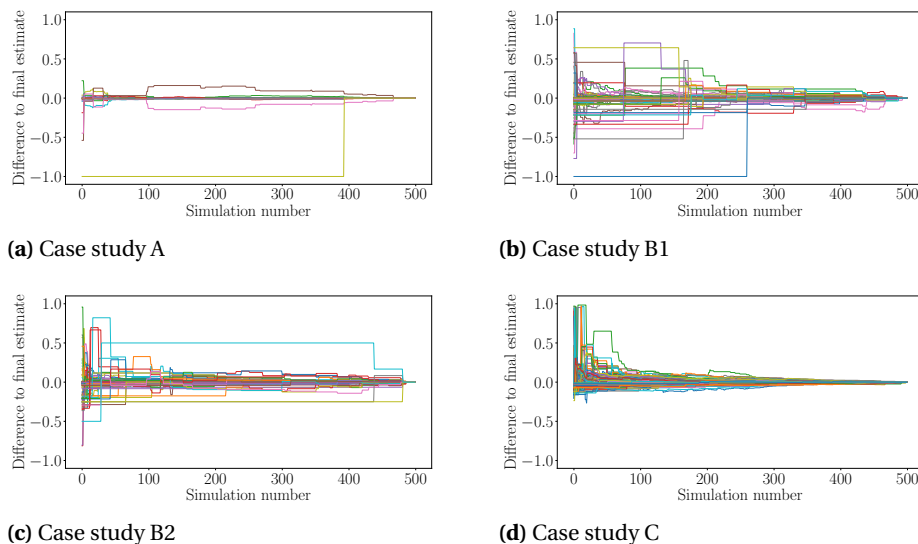 1.0
0.5
0.0
−0.5
−1.0
Difference to final estimate
0 100 200 300 400 500
Simulation number
(a) Case study A
1.0
0.5
0.0
−0.5
−1.0
Difference to final estimate
0 100 200 300 400 500
Simulation number
(b) Case study B1
1.0
0.5
0.0
−0.5
−1.0
Difference to final estimate
0 100 200 300 400 500
Simulation number
(c) Case study B2
1.0
0.5
0.0
−0.5
−1.0
Difference to final estimate
0 100 200 300 400 500
Simulation number
(d) Case study C